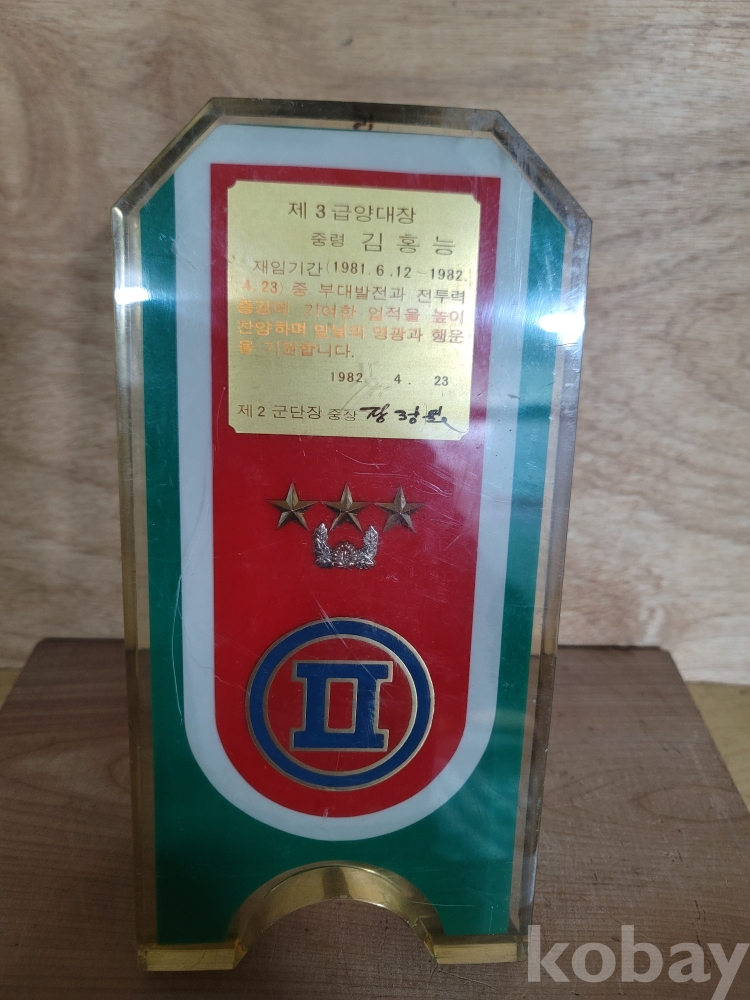 제 3 급양대장
중령 김 홍 능
재임기간 (1981. 6. 12 - 1982.
4. 23) 중 부대발전과 전투력
증강에 기여한 업적을 높이
찬양하며 앞날의 영광과 행운
을 기원합니다.
1982. 4. 23
제 2 군단장 중장
II
kobay